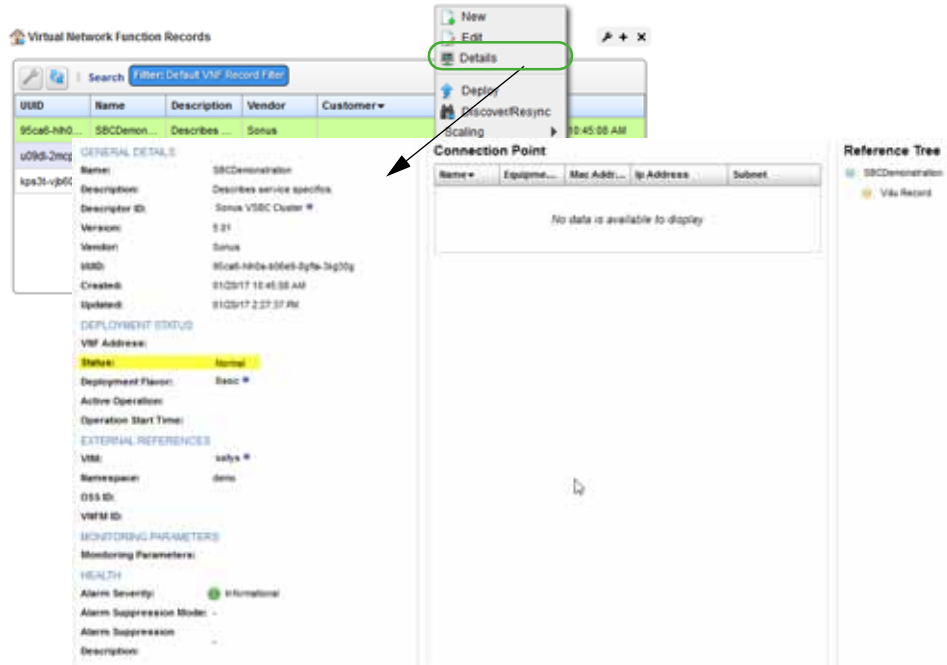 New
Edit
Virtual Network Function Records
Details
Search Filter: Default VNF Record Filter
Deploy
UUID Name Description Vendor Customer
Discover/Resync
SBCDemon... Describes ... Sonus
Scaling 10:45:08 AM
GENERAL DETAILS
Name: SBCDemonstration
Description: Describes service specifics.
Descriptor ID: Sonus VSBC Cluster
Version: 5.01
Vendor: Sonus
UUID:
Created: 01/20/17 10:45:08 AM
Updated: 01/20/17 2:27:37 PM
DEPLOYMENT STATUS
VNF Address:
Status: Normal
Deployment Flavor: Basic
Active Operation:
Operation Start Time:
EXTERNAL REFERENCES
VIM:
Namespace: demo
OSS ID:
VNFM ID:
MONITORING PARAMETERS
Monitoring Parameters:
HEALTH
Alarm Severity: Informational
Alarm Suppression Mode: -
Alarm Suppression
Description: -
Connection Point
Name Equipme... Mac Addr... Ip Address Subnet
No data is available to display
Reference Tree
SBCDemonstration
Vdu Record